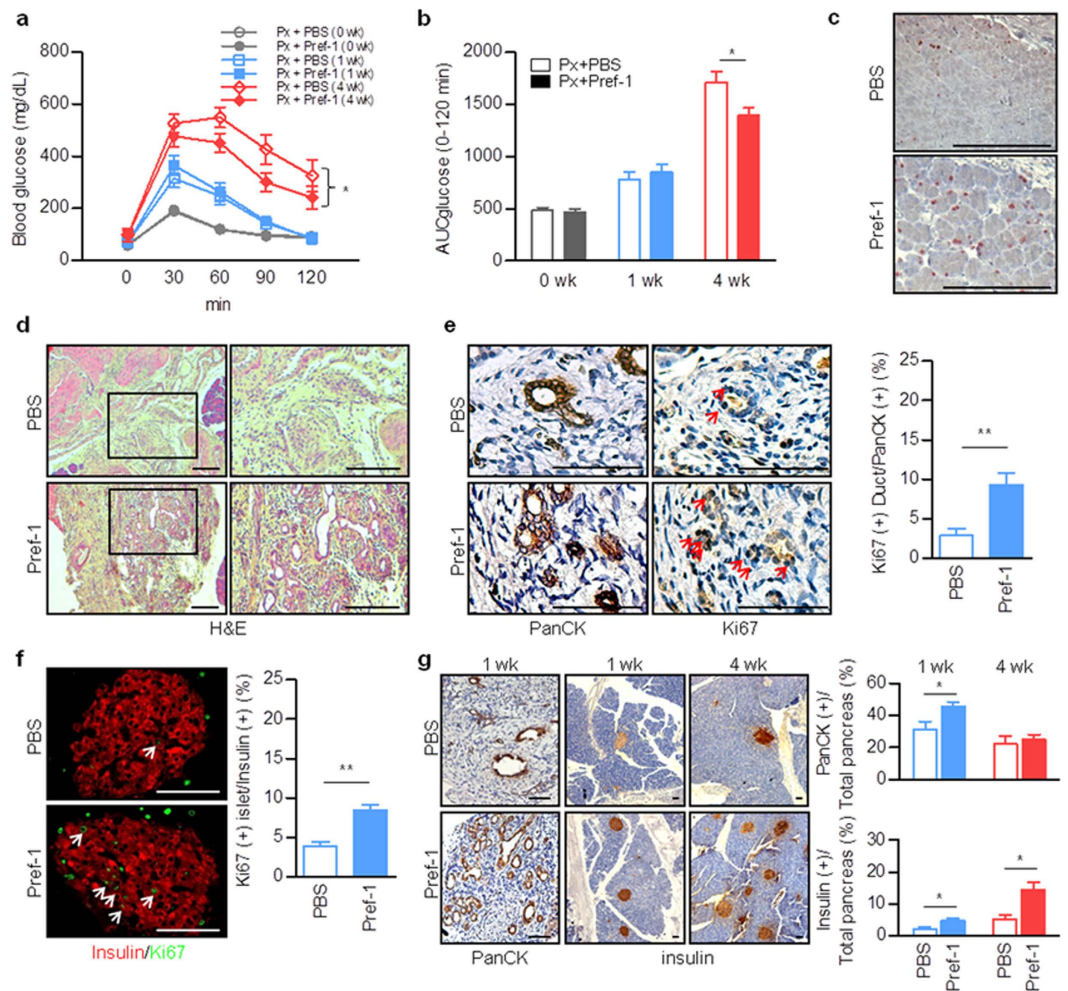 a
Px + PBS (0 wk)
Px + Pref-1 (0 wk)
Px + PBS (1 wk)
Px + Pref-1 (1 wk)
Px + PBS (4 wk)
Px + Pref-1 (4 wk)
Blood glucose (mg/dL)
800
600
400
200
0
0 30 60 90 120
min
*
b
AUCglucose (0-120 min)
2000
1500
1000
500
0
Px+PBS
Px+Pref-1
*
0 wk 1 wk 4 wk
c
PBS
Pref-1
d
PBS
Pref-1
H&E
e
PBS
Pref-1
PanCK Ki67
Ki67 (+) Duct/PanCK (+) (%)
25
20
15
10
5
0
**
PBS
Pref-1
f
PBS
Pref-1
Insulin/Ki67
Ki67 (+) islet/Insulin (+) (%)
25
20
15
10
5
0
**
PBS
Pref-1
g
1 wk 1 wk 4 wk
PBS
Pref-1
PanCK insulin
1 wk 4 wk
PanCK (+)/
Total pancreas (%)
60
40
20
0
*
Insulin (+)/
Total pancreas (%)
30
20
10
0
*
*
PBS
Pref-1
PBS
Pref-1